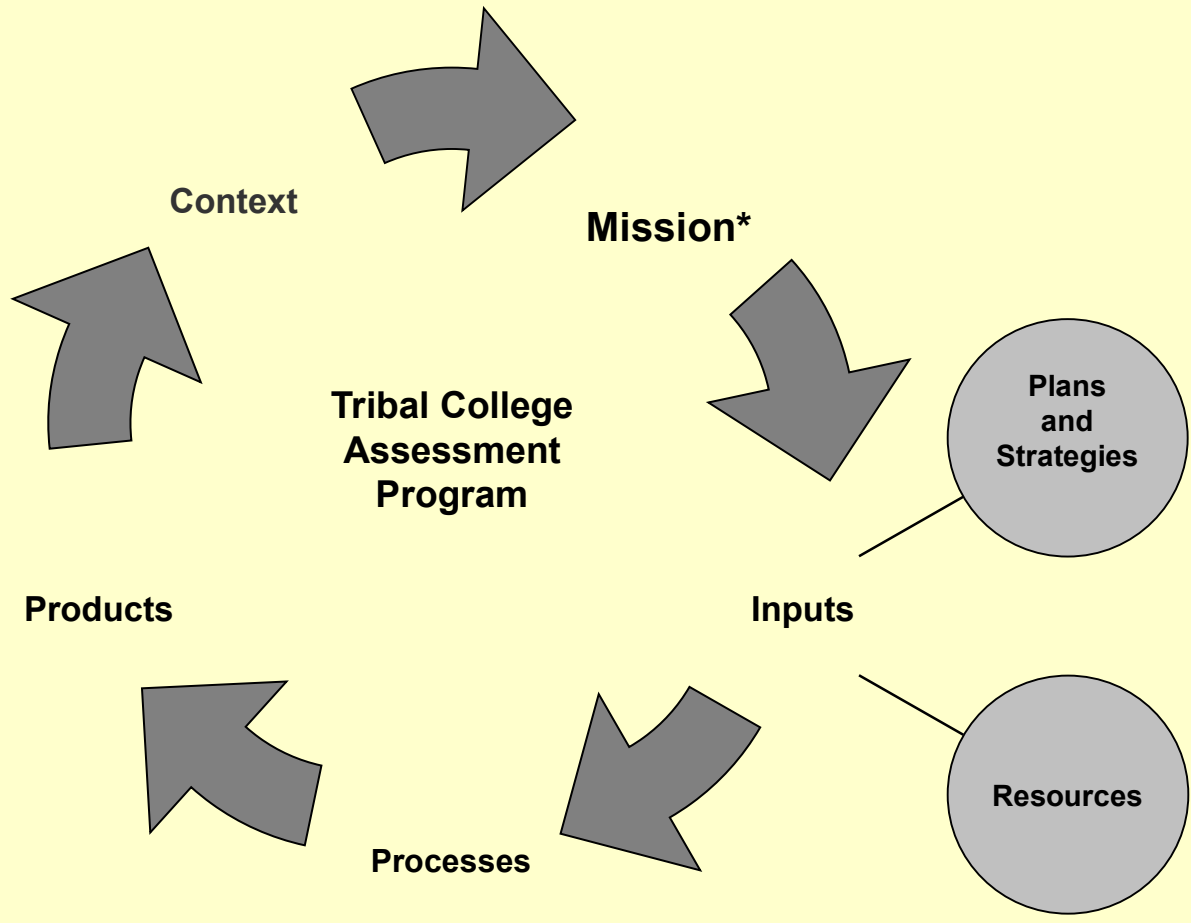 Context
Mission*
Tribal College
Assessment
Program
Plans
and
Strategies
Products
Inputs
Resources
Processes